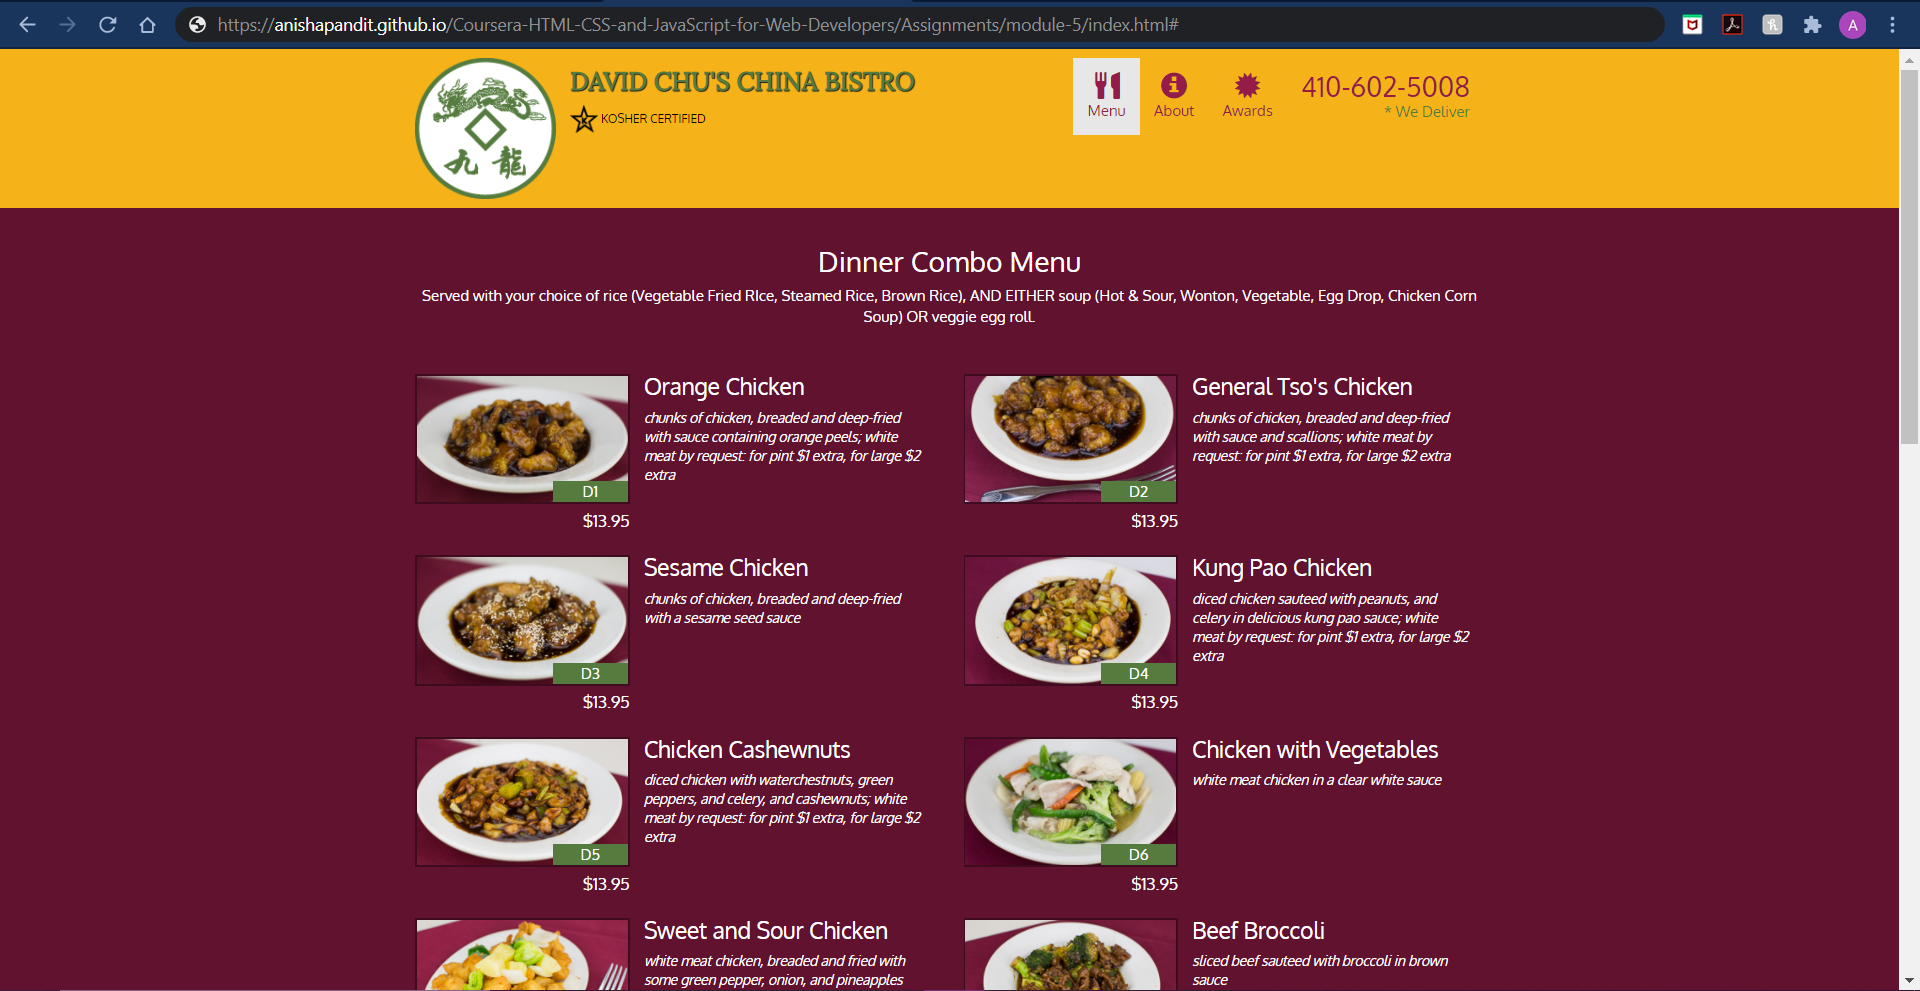 https://anishapandit.github.io/Coursera-HTML-CSS-and-JavaScript-for-Web-Developers/Assignments/module-5/index.html#
A
九 龍
DAVID CHU'S CHINA BISTRO
K
KOSHER CERTIFIED
Menu
About
Awards
410-602-5008
* We Deliver
Dinner Combo Menu
Served with your choice of rice (Vegetable Fried RIce, Steamed Rice, Brown Rice), AND EITHER soup (Hot & Sour, Wonton, Vegetable, Egg Drop, Chicken Corn
Soup) OR veggie egg roll.
D1
$13.95
Orange Chicken
chunks of chicken, breaded and deep-fried
with sauce containing orange peels; white
meat by request: for pint $1 extra, for large $2
extra
D2
$13.95
General Tso's Chicken
chunks of chicken, breaded and deep-fried
with sauce and scallions; white meat by
request: for pint $1 extra, for large $2 extra
D3
$13.95
Sesame Chicken
chunks of chicken, breaded and deep-fried
with a sesame seed sauce
D4
$13.95
Kung Pao Chicken
diced chicken sauteed with peanuts, and
celery in delicious kung pao sauce; white
meat by request: for pint $1 extra, for large $2
extra
D5
$13.95
Chicken Cashewnuts
diced chicken with waterchestnuts, green
peppers, and celery, and cashewnuts; white
meat by request: for pint $1 extra, for large $2
extra
D6
$13.95
Chicken with Vegetables
white meat chicken in a clear white sauce
Sweet and Sour Chicken
white meat chicken, breaded and fried with
some green pepper, onion, and pineapples
Beef Broccoli
sliced beef sauteed with broccoli in brown
sauce